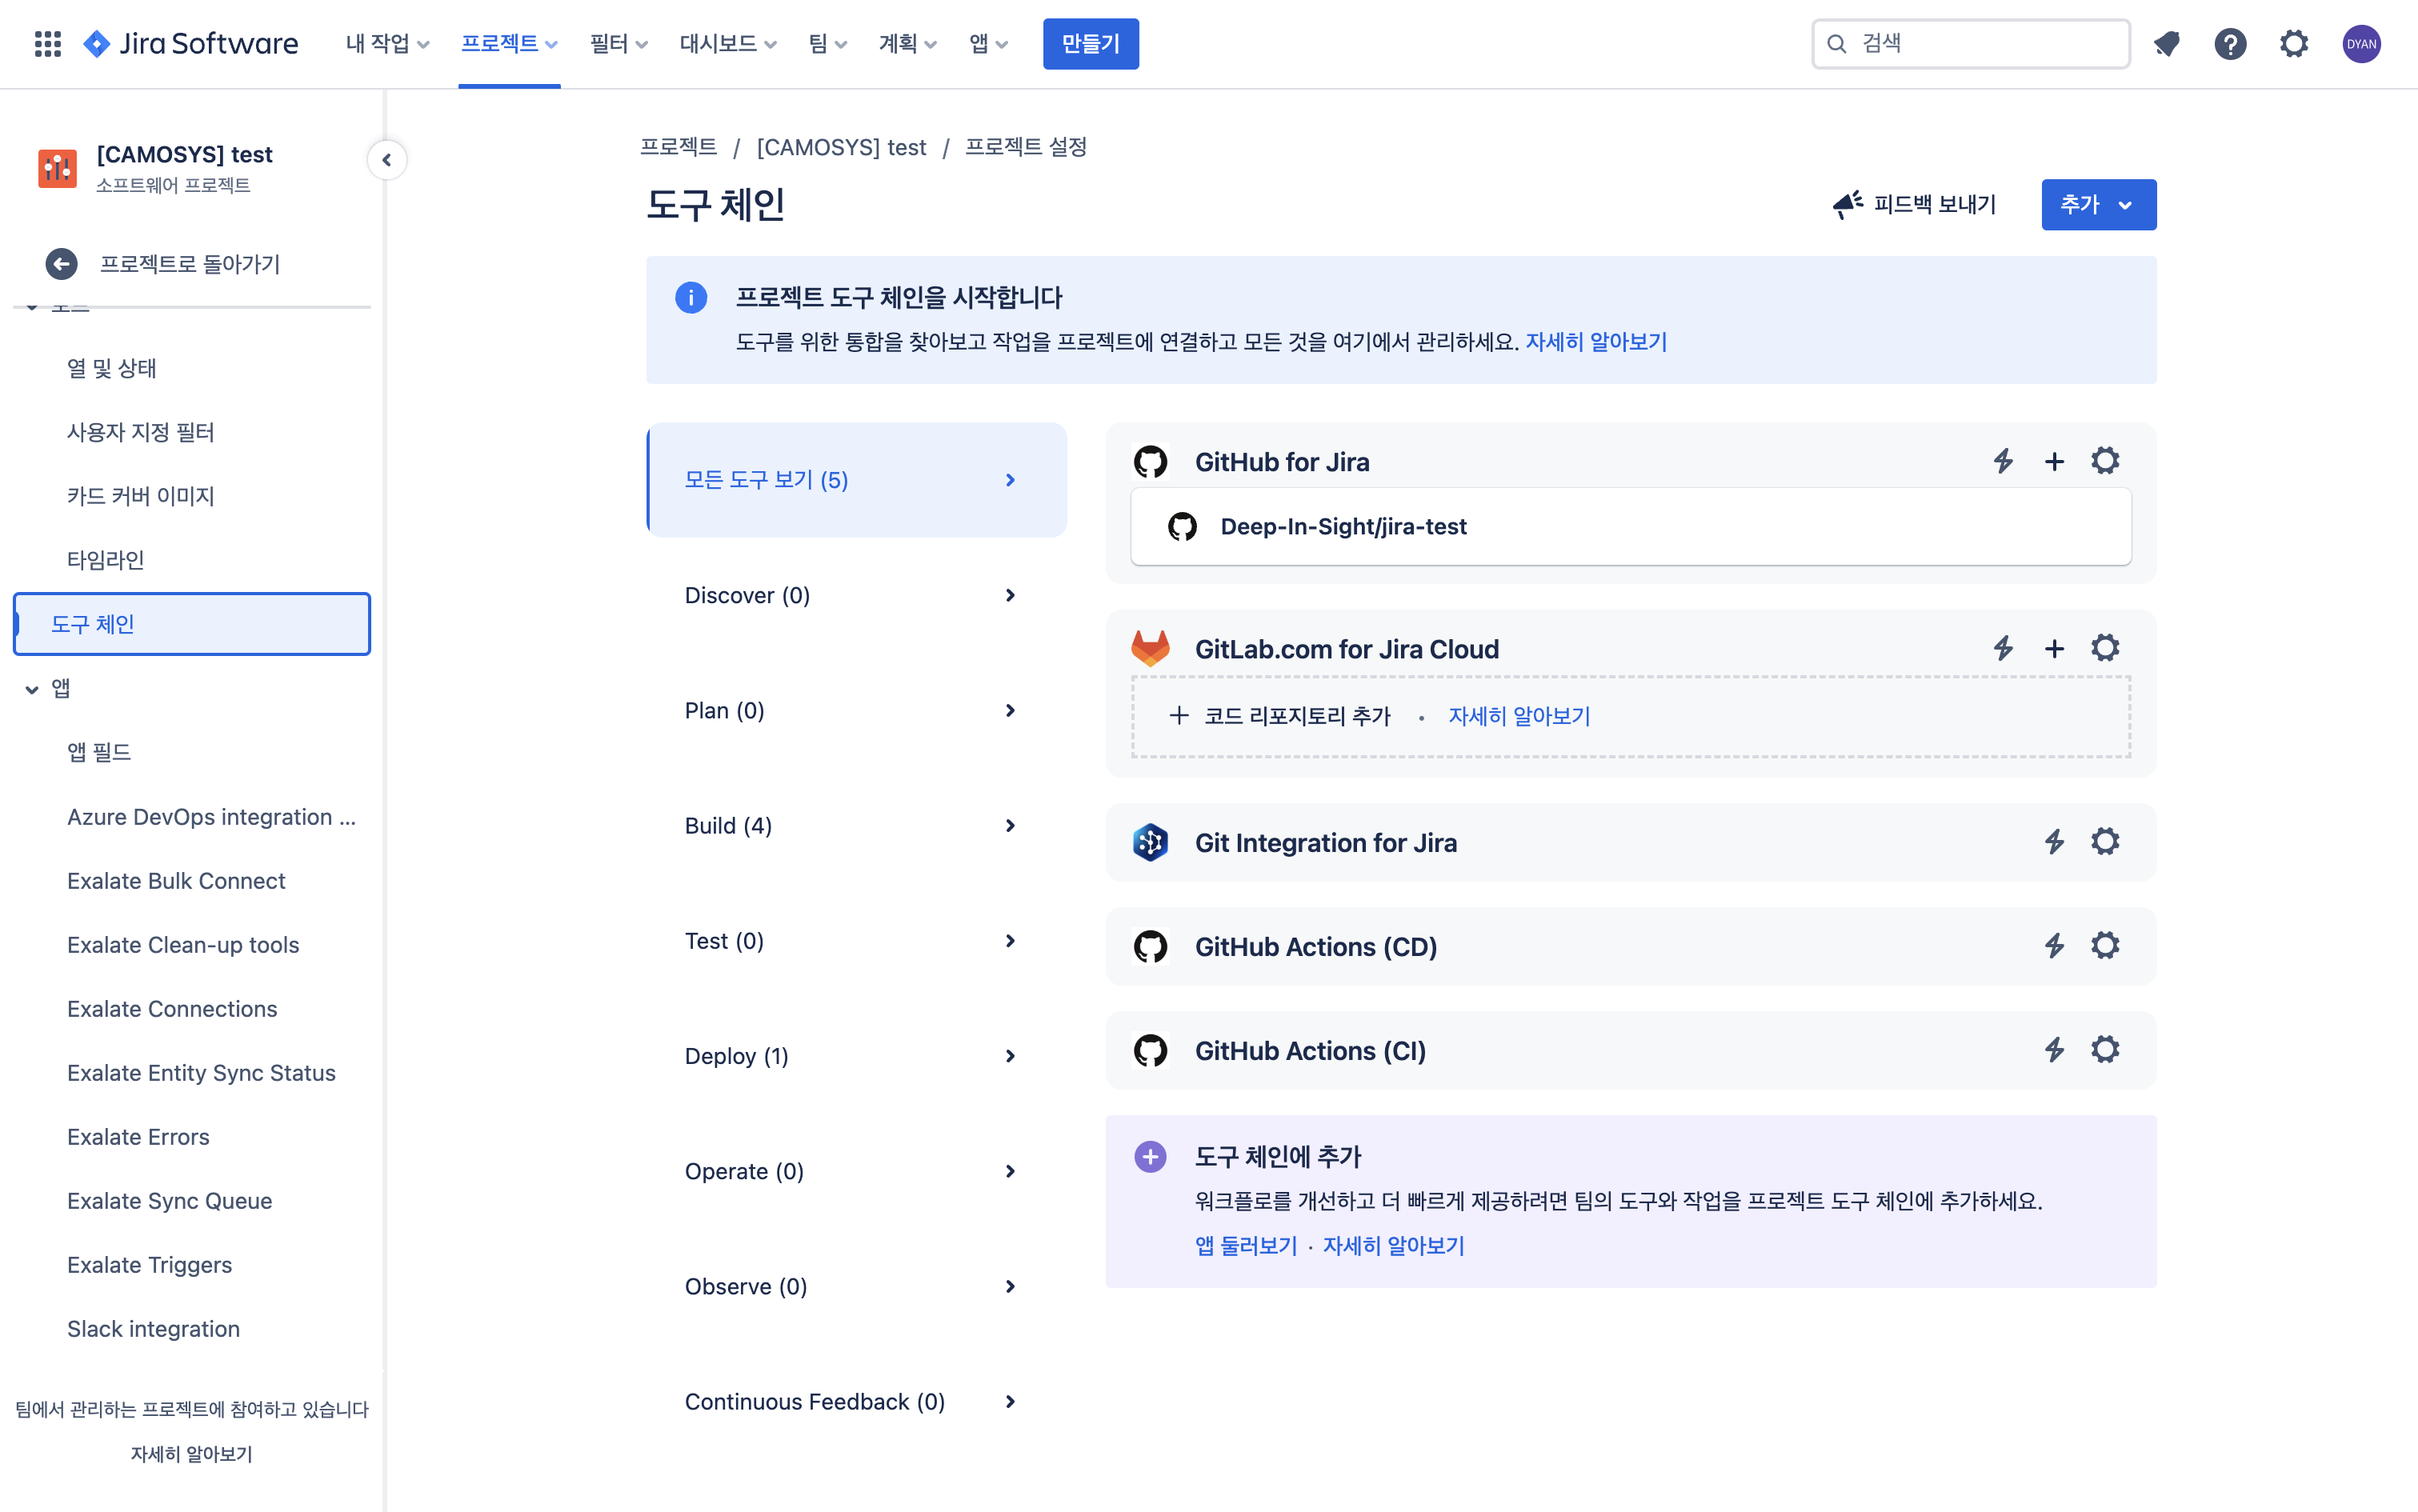 Jira Software
내 작업
프로젝트
필터
대시보드
팀
계획
앱
만들기
검색
DYAN
[CAMOSYS] test
소프트웨어 프로젝트
프로젝트로 돌아가기
열 및 상태
사용자 지정 필터
카드 커버 이미지
타임라인
도구 체인
앱
앱 필드
Azure DevOps integration ...
Exalate Bulk Connect
Exalate Clean-up tools
Exalate Connections
Exalate Entity Sync Status
Exalate Errors
Exalate Sync Queue
Exalate Triggers
Slack integration
팀에서 관리하는 프로젝트에 참여하고 있습니다
자세히 알아보기
프로젝트 / [CAMOSYS] test / 프로젝트 설정
도구 체인
피드백 보내기
추가
프로젝트 도구 체인을 시작합니다
도구를 위한 통합을 찾아보고 작업을 프로젝트에 연결하고 모든 것을 여기에서 관리하세요. 자세히 알아보기
모든 도구 보기 (5)
Discover (0)
Plan (0)
Build (4)
Test (0)
Deploy (1)
Operate (0)
Observe (0)
Continuous Feedback (0)
GitHub for Jira
Deep-In-Sight/jira-test
GitLab.com for Jira Cloud
+ 코드 리포지토리 추가 • 자세히 알아보기
Git Integration for Jira
GitHub Actions (CD)
GitHub Actions (CI)
도구 체인에 추가
워크플로를 개선하고 더 빠르게 제공하려면 팀의 도구와 작업을 프로젝트 도구 체인에 추가하세요.
앱 둘러보기 · 자세히 알아보기